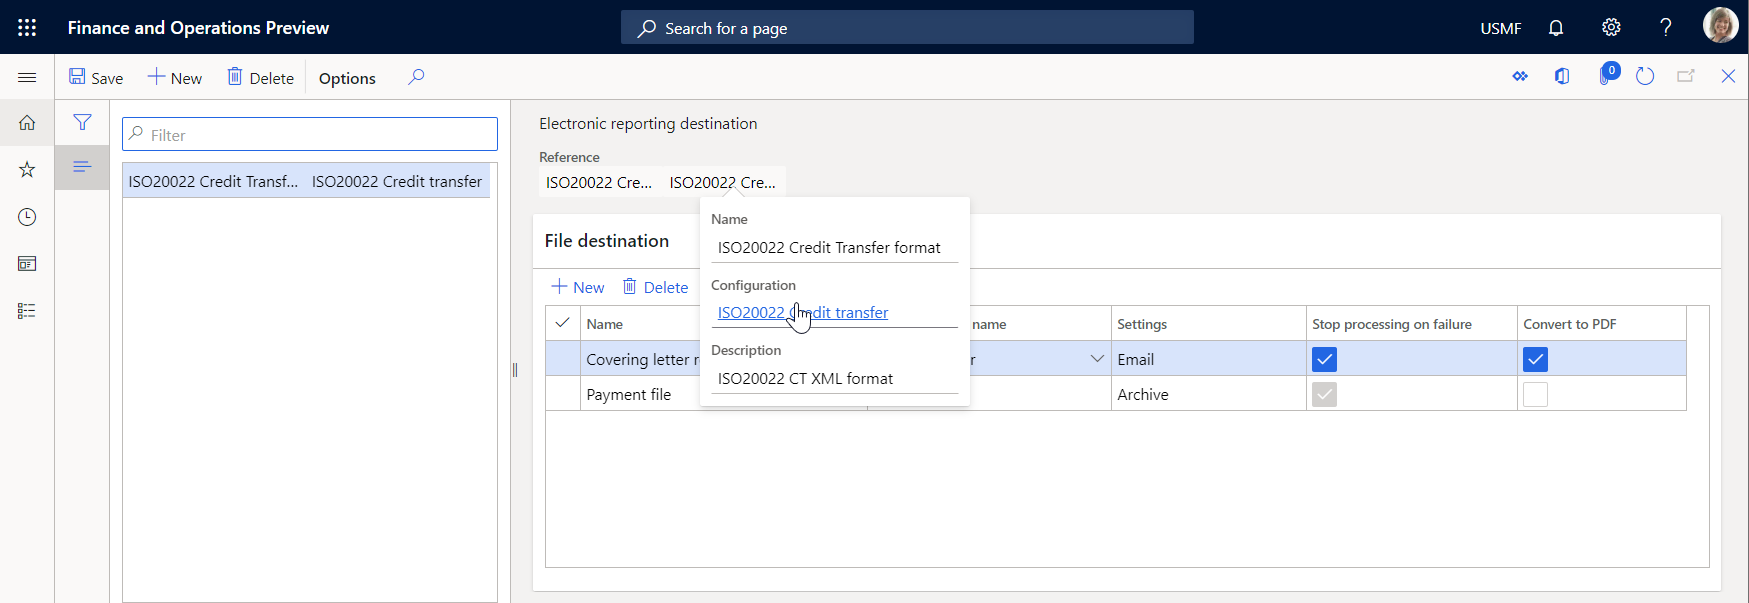 Finance and Operations Preview
Search for a page
USMF
?
Save
New
Delete
Options
0
Filter
ISO20022 Credit Transf... ISO20022 Credit transfer
Electronic reporting destination
Reference
ISO20022 Cre... ISO20022 Cre...
Name
ISO20022 Credit Transfer format
Configuration
ISO20022 Credit transfer
Description
ISO20022 CT XML format
File destination
New
Delete
Name name Settings Stop processing on failure Convert to PDF
Covering letter r r Email
Payment file Archive